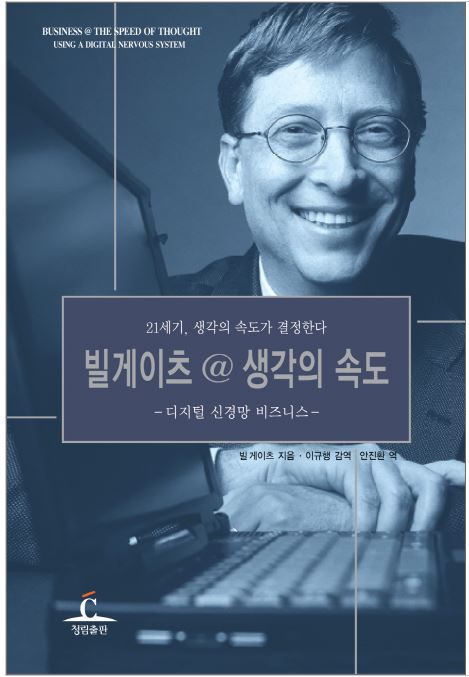 BUSINESS @ THE SPEED OF THOUGHT
USING A DIGITAL NERVOUS SYSTEM
21세기, 생각의 속도가 결정한다
빌게이츠 @ 생각의 속도
- 디지털 신경망 비즈니스 -
빌 게이츠 지음 · 이규행 감역 안진환 역
Ĉ
청림출판